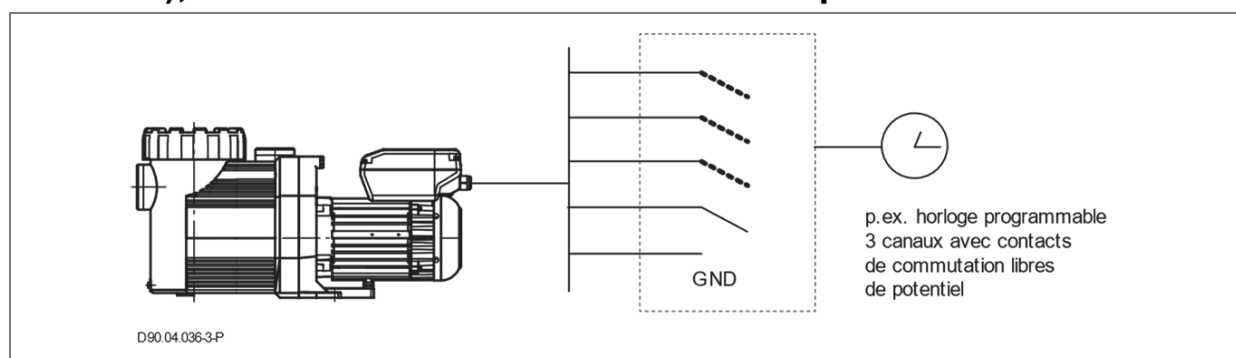 p.ex. horloge programmable
3 canaux avec contacts
de commutation libres
de potentiel
GND
D90.04.036-3-P